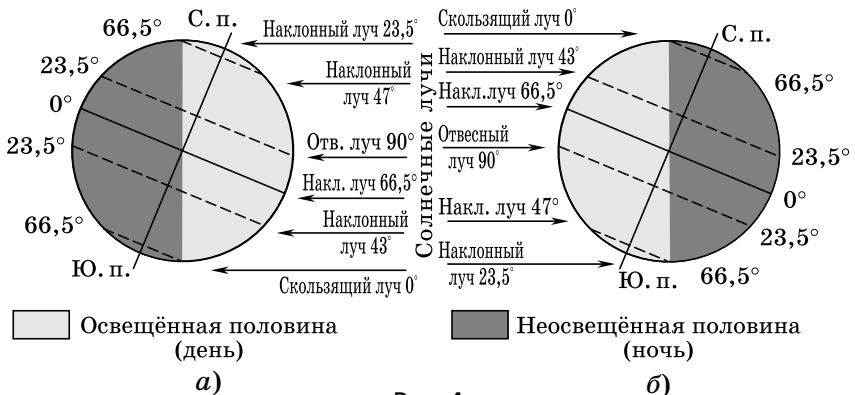 66,5°
С. п.
23,5°
0°
23,5°
66,5°
Ю. п.
Наклонный луч 23,5°
Наклонный
луч 47°
Отв. луч 90°
Накл. луч 66,5°
Наклонный
луч 43°
Скользящий луч 0°
Солнечные лучи
Скользящий луч 0°
Наклонный луч 43°
Накл.луч 66,5°
Отвесный
луч 90°
Накл. луч 47°
Наклонный
луч 23,5°
С. п.
66,5°
23,5°
0°
23,5°
66,5°
Ю. п.
Освещённая половина
(день)
Неосвещённая половина
(ночь)
а)
б)